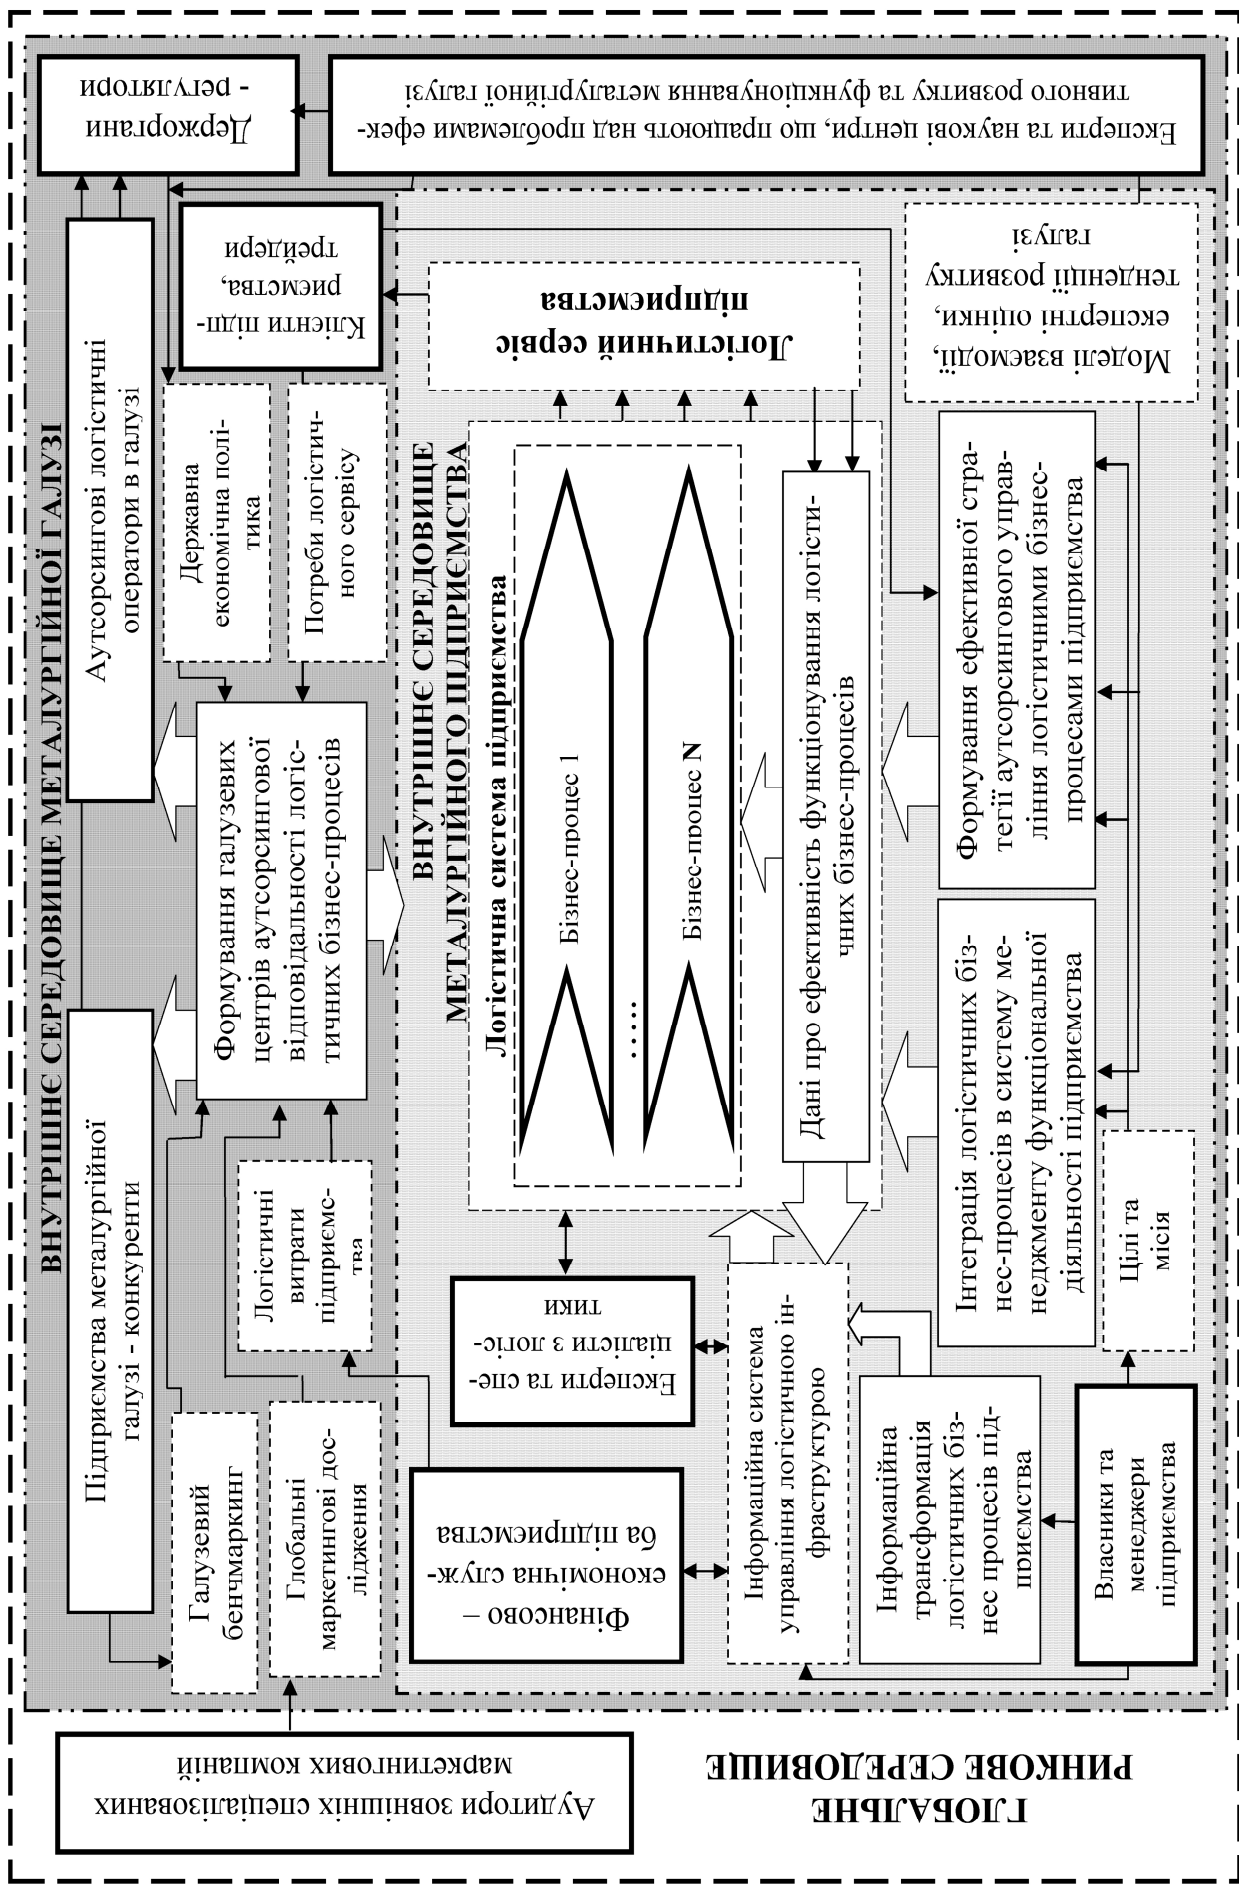 ГЛОБАЛЬНЕ
РИНКОВЕ СЕРЕДОВИЩЕ
Аудитори зовнішніх спеціалізованих
маркетингових компаній
ВНУТРІШНЄ СЕРЕДОВИЩЕ МЕТАЛУРГІЙНОЇ ГАЛУЗІ
Підприємства металургійної
галузі - конкуренти
Аутсорсингові логістичні
оператори в галузі
Держоргани
- регулятори
Експерти та наукові центри, що працюють над проблемами ефек-
тивного розвитку та функціонування металургійної галузі
Галузевий
бенчмаркинг
Глобальні
маркетингові дос-
лідження
Логістичні
витрати
підприємс-
тва
Формування галузевих
центрів аутсорсингової
відповідальності логіс-
тичних бізнес-процесів
Державна
економічна полі-
тика
Потреби логістич-
ного сервісу
Клієнти підп-
риємства,
трейдери
ВНУТРІШНЄ СЕРЕДОВИЩЕ
МЕТАЛУРГІЙНОГО ПІДПРИЄМСТВА
Логістична система підприємства
Бізнес-процес 1
.....
Бізнес-процес N
Логістичний сервіс
підприємства
Дані про ефективність функціонування логісти-
чних бізнес-процесів
Фінансово –
економічна служ-
ба підприємства
Експерти та спе-
ціалісти з логіс-
тики
Інформаційна система
управління логістичною ін-
фраструктурою
Інформаційна
трансформація
логістичних біз-
нес процесів під-
приємства
Інтеграція логістичних біз-
нес-процесів в систему ме-
неджменту функціональної
діяльності підприємства
Формування ефективної стра-
тегії аутсорсингового управ-
ління логістичними бізнес-
процесами підприємства
Моделі взаємодії,
експертні оцінки,
тенденції розвитку
галузі
Власники та
менеджери
підприємства
Цілі та
місія